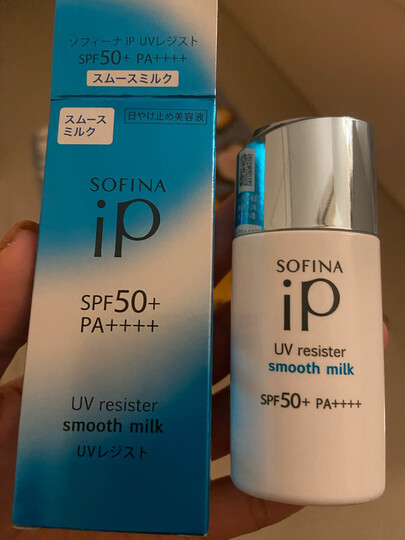 ソフィーナ iP UVレジスト
SPF50+ PA++++
スムースミルク
スムース
ミルク
日やけ止め美容液
SOFINA
iP
SPF50+
PA++++
UV resister
smooth milk
UVレジスト
SOFINA
iP
UV resister
smooth milk
SPF50+ PA++++